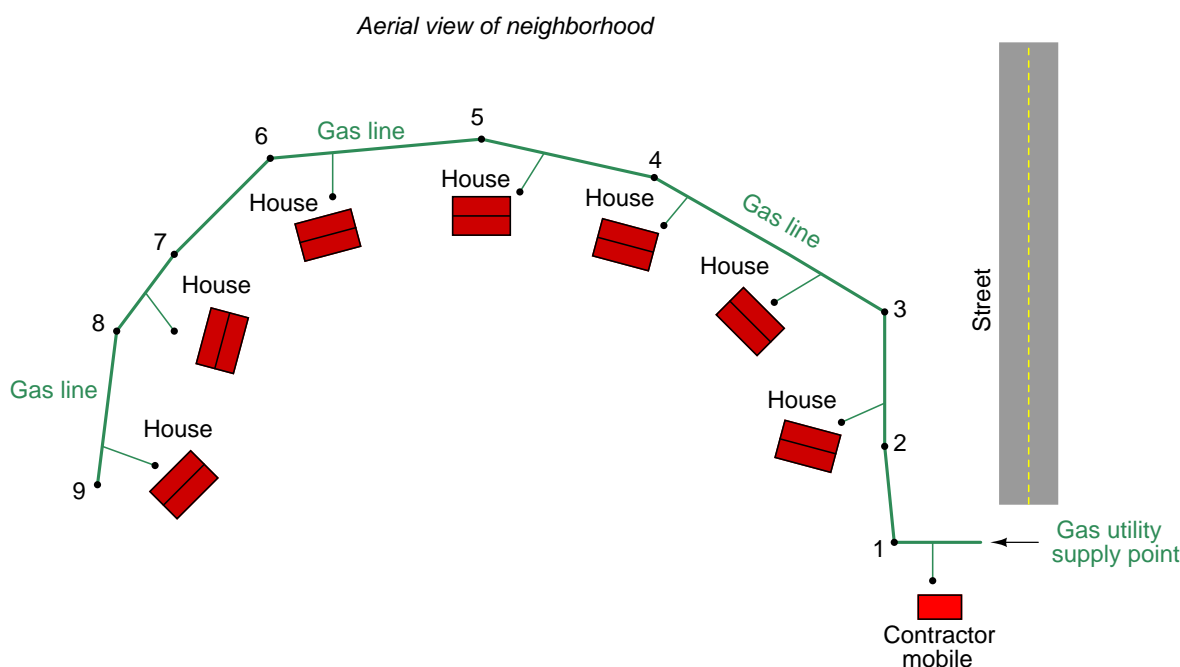 Aerial view of neighborhood
5
6
Gas line
4
House
House
House
Gas line
7
House
House
3
Street
8
Gas line
House
House
2
9
1
Gas utility
supply point
Contractor
mobile